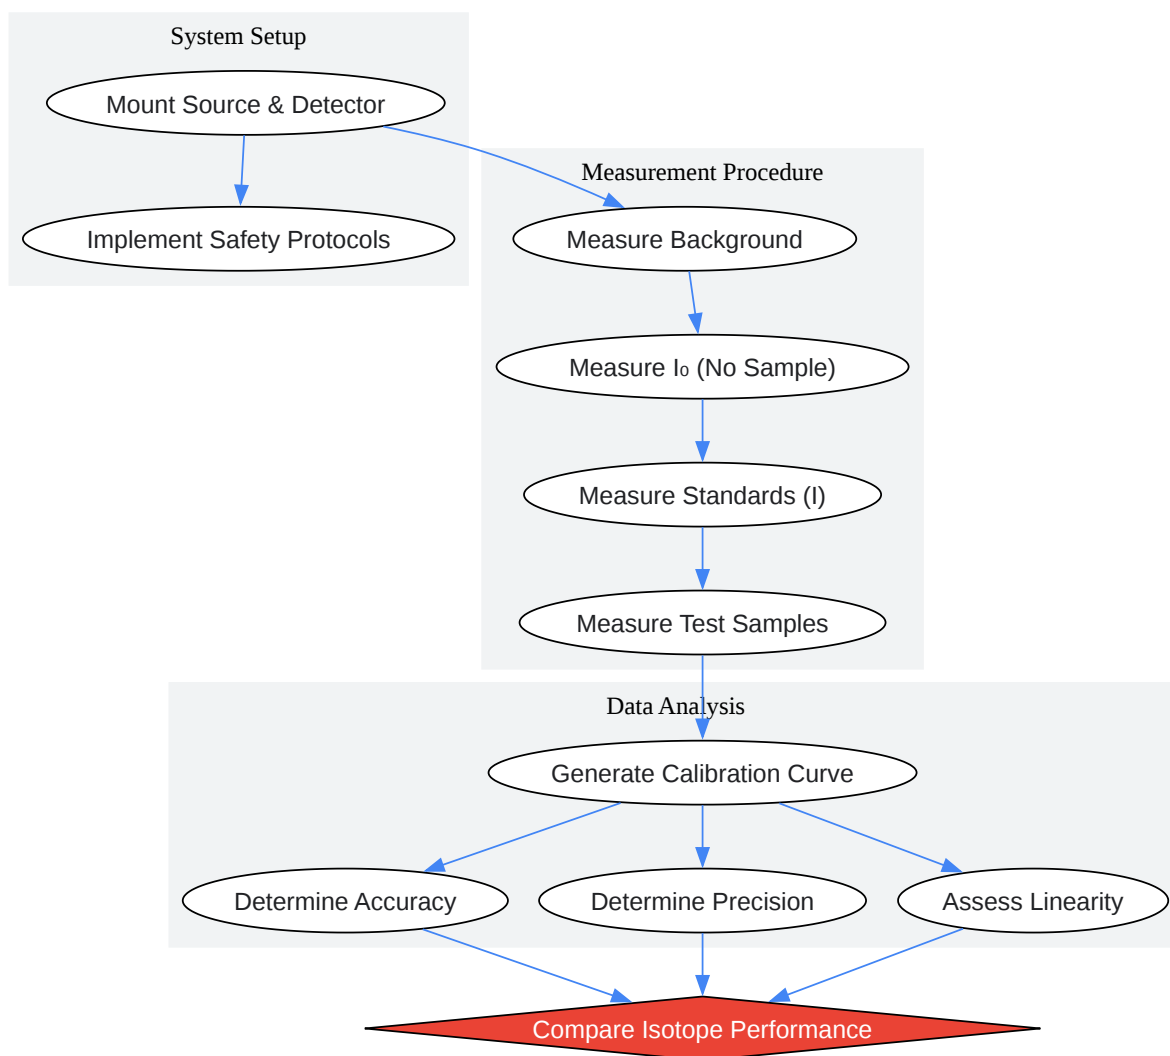 System Setup
Mount Source & Detector
Implement Safety Protocols
Measurement Procedure
Measure Background
Measure I₀ (No Sample)
Measure Standards (I)
Measure Test Samples
Data Analysis
Generate Calibration Curve
Determine Accuracy
Determine Precision
Assess Linearity
Compare Isotope Performance